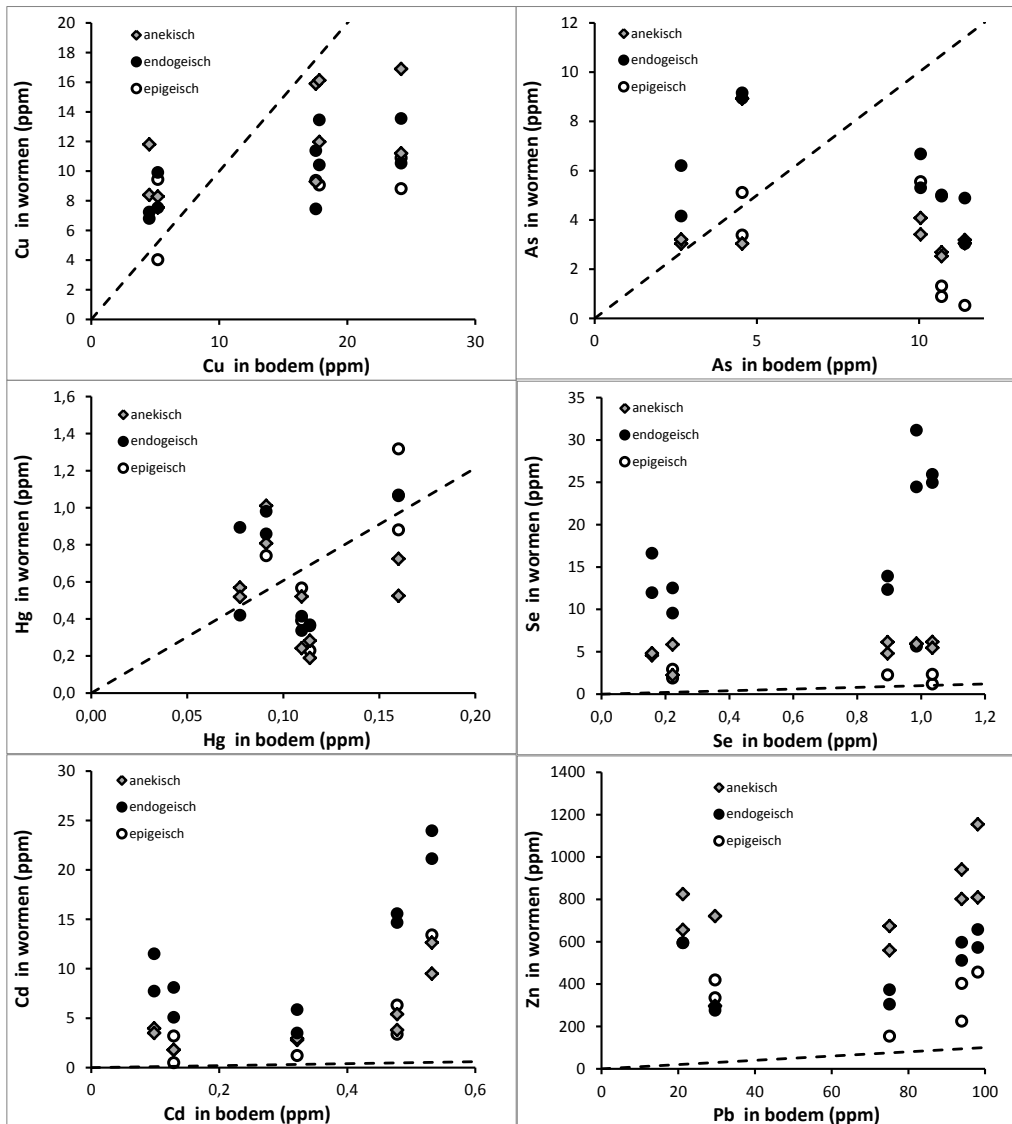 Cu in wormen (ppm)
20
18
16
14
12
10
8
6
4
2
0
anekisch
endogeisch
epigeisch
0 10 20 30
Cu in bodem (ppm)
As in wormen (ppm)
12
10
8
6
4
2
0
anekisch
endogeisch
epigeisch
0 5 10
As in bodem (ppm)
Hg in wormen (ppm)
1,6
1,4
1,2
1,0
0,8
0,6
0,4
0,2
0,0
anekisch
endogeisch
epigeisch
0,00 0,05 0,10 0,15 0,20
Hg in bodem (ppm)
Se in wormen (ppm)
35
30
25
20
15
10
5
0
anekisch
endogeisch
epigeisch
0,0 0,2 0,4 0,6 0,8 1,0 1,2
Se in bodem (ppm)
Cd in wormen (ppm)
30
25
20
15
10
5
0
anekisch
endogeisch
epigeisch
0 0,2 0,4 0,6
Cd in bodem (ppm)
Zn in wormen (ppm)
1400
1200
1000
800
600
400
200
0
anekisch
endogeisch
epigeisch
0 20 40 60 80 100
Pb in bodem (ppm)